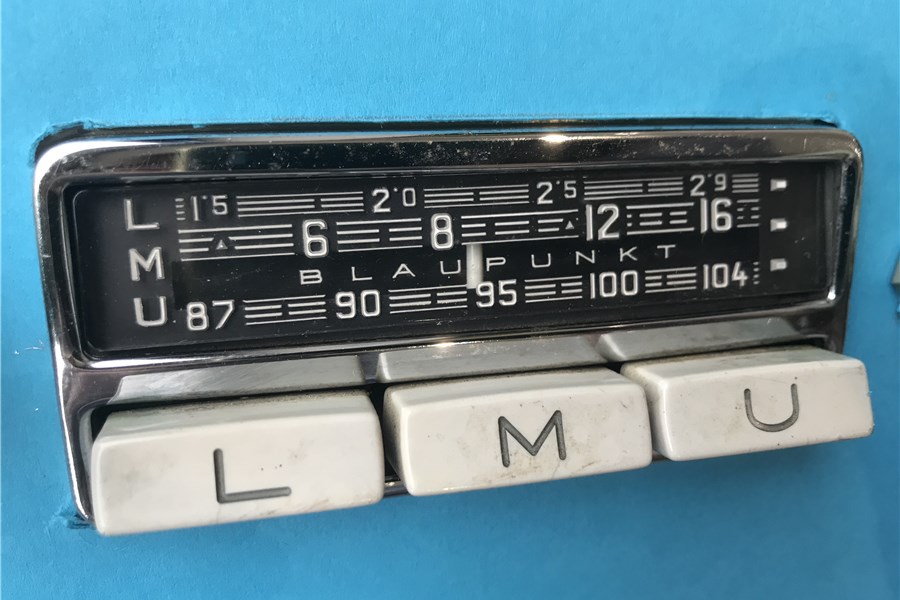 L 1.5 2.0 2.5 2.9
M 6 8 12 16
BLAUPUNKT
U 87 90 95 100 104
L M U